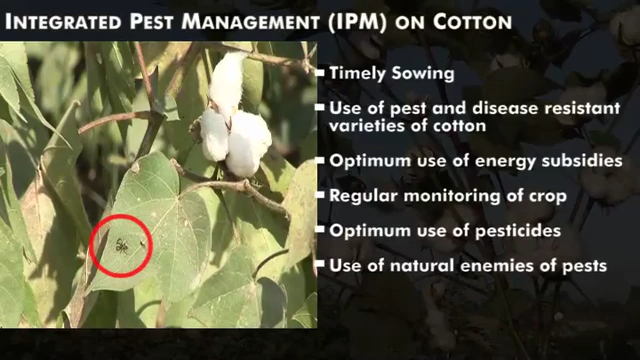 INTEGRATED PEST MANAGEMENT (IPM) ON COTTON
Timely Sowing
Use of pest and disease resistant
varieties of cotton
Optimum use of energy subsidies
Regular monitoring of crop
Optimum use of pesticides
Use of natural enemies of pests